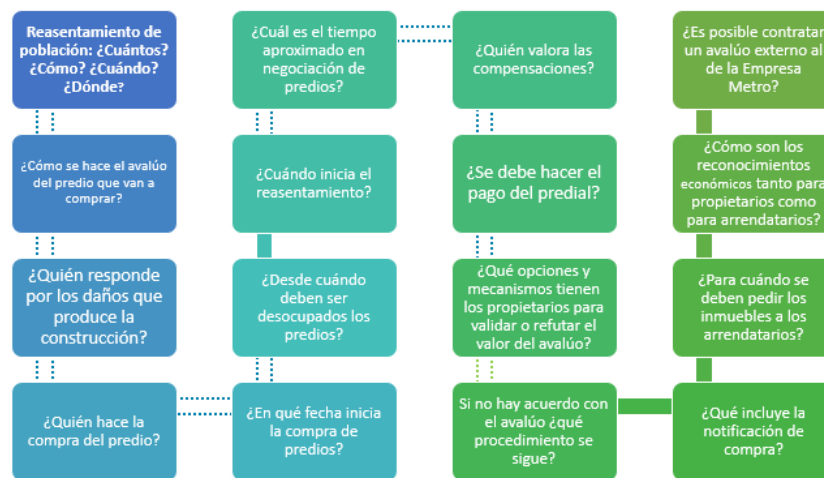 Reasentamiento de
población: ¿Cuántos?
¿Cómo? ¿Cuándo?
¿Dónde?
¿Cómo se hace el avalúo
del predio que van a
comprar?
¿Quién responde
por los daños que
produce la
construcción?
¿Quién hace la
compra del predio?
¿En qué fecha inicia
la compra de
predios?
¿Desde cuándo
deben ser
desocupados los
predios?
¿Cuándo inicia el
reasentamiento?
¿Cuál es el tiempo
aproximado en
negociación de
predios?
¿Quién valora las
compensaciones?
¿Se debe hacer el
pago del predial?
¿Qué opciones y
mecanismos tienen
los propietarios para
validar o refutar el
valor del avalúo?
Si no hay acuerdo con
el avalúo ¿qué
procedimiento se
sigue?
¿Qué incluye la
notificación de
compra?
¿Para cuándo se
deben pedir los
inmuebles a los
arrendatarios?
¿Cómo son los
reconocimientos
económicos tanto para
propietarios como
para arrendatarios?
¿Es posible contratar
un avalúo externo al
de la Empresa
Metro?